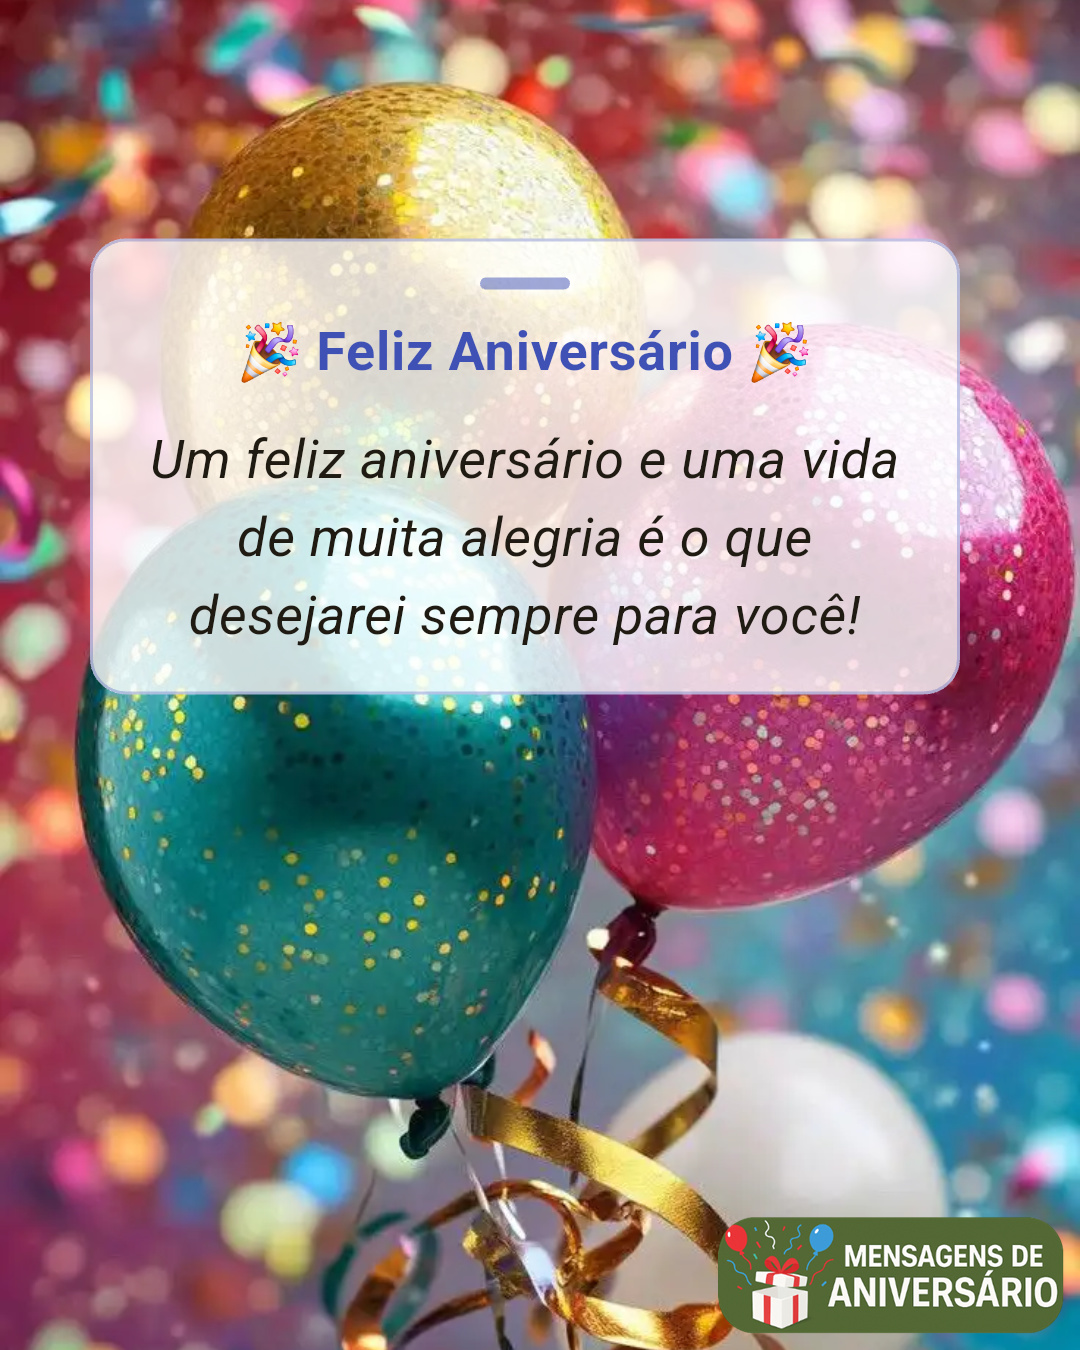 🎉 Feliz Aniversário 🎉
Um feliz aniversário e uma vida
de muita alegria é o que
desejarei sempre para você!
MENSAGENS DE
ANIVERSÁRIO